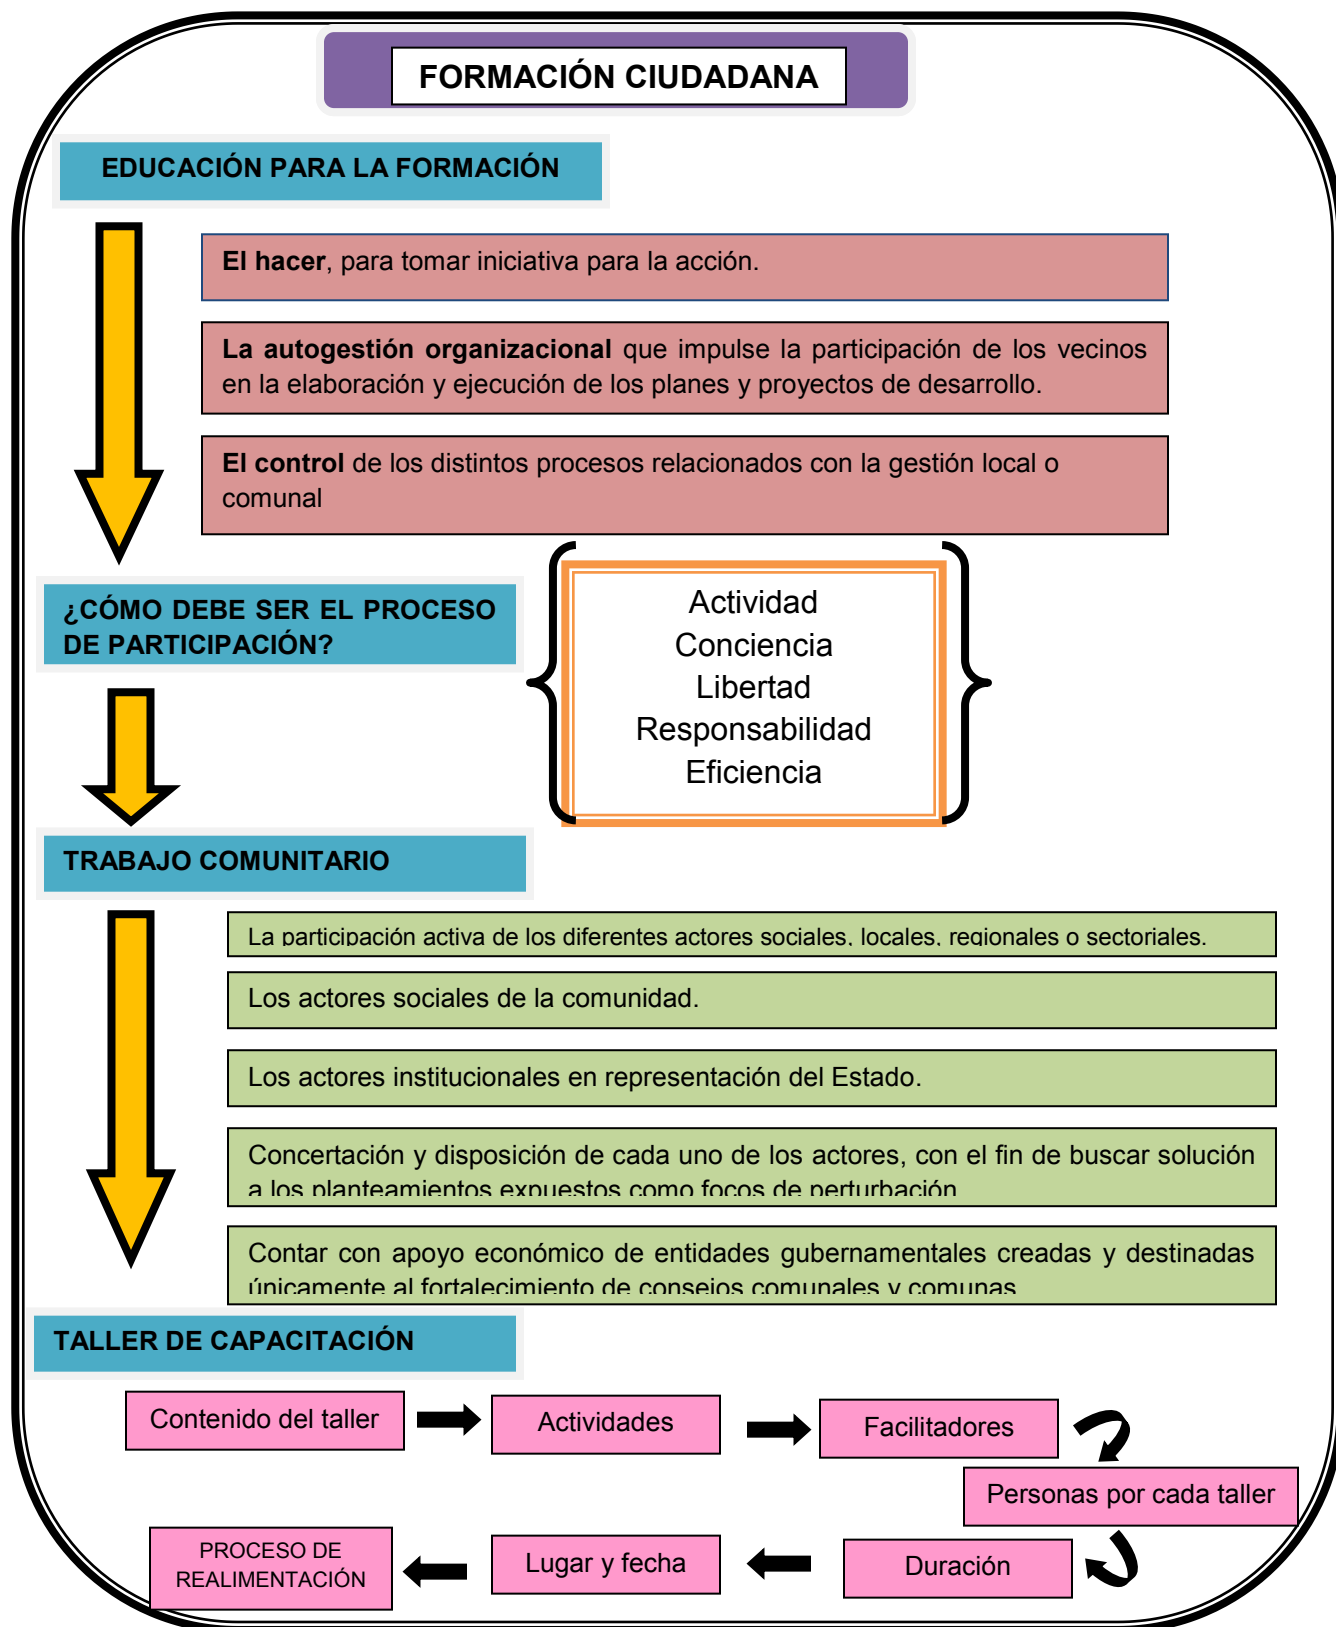 FORMACIÓN CIUDADANA
EDUCACIÓN PARA LA FORMACIÓN
El hacer, para tomar iniciativa para la acción.
La autogestión organizacional que impulse la participación de los vecinos
en la elaboración y ejecución de los planes y proyectos de desarrollo.
El control de los distintos procesos relacionados con la gestión local o
comunal
¿CÓMO DEBE SER EL PROCESO
DE PARTICIPACIÓN?
Actividad
Conciencia
Libertad
Responsabilidad
Eficiencia
TRABAJO COMUNITARIO
La participación activa de los diferentes actores sociales, locales, regionales o sectoriales.
Los actores sociales de la comunidad.
Los actores institucionales en representación del Estado.
Concertación y disposición de cada uno de los actores, con el fin de buscar solución
a los planteamientos expuestos como focos de perturbación
Contar con apoyo económico de entidades gubernamentales creadas y destinadas
únicamente al fortalecimiento de consejos comunales y comunas
TALLER DE CAPACITACIÓN
Contenido del taller
Actividades
Facilitadores
Personas por cada taller
Duración
Lugar y fecha
PROCESO DE
REALIMENTACIÓN